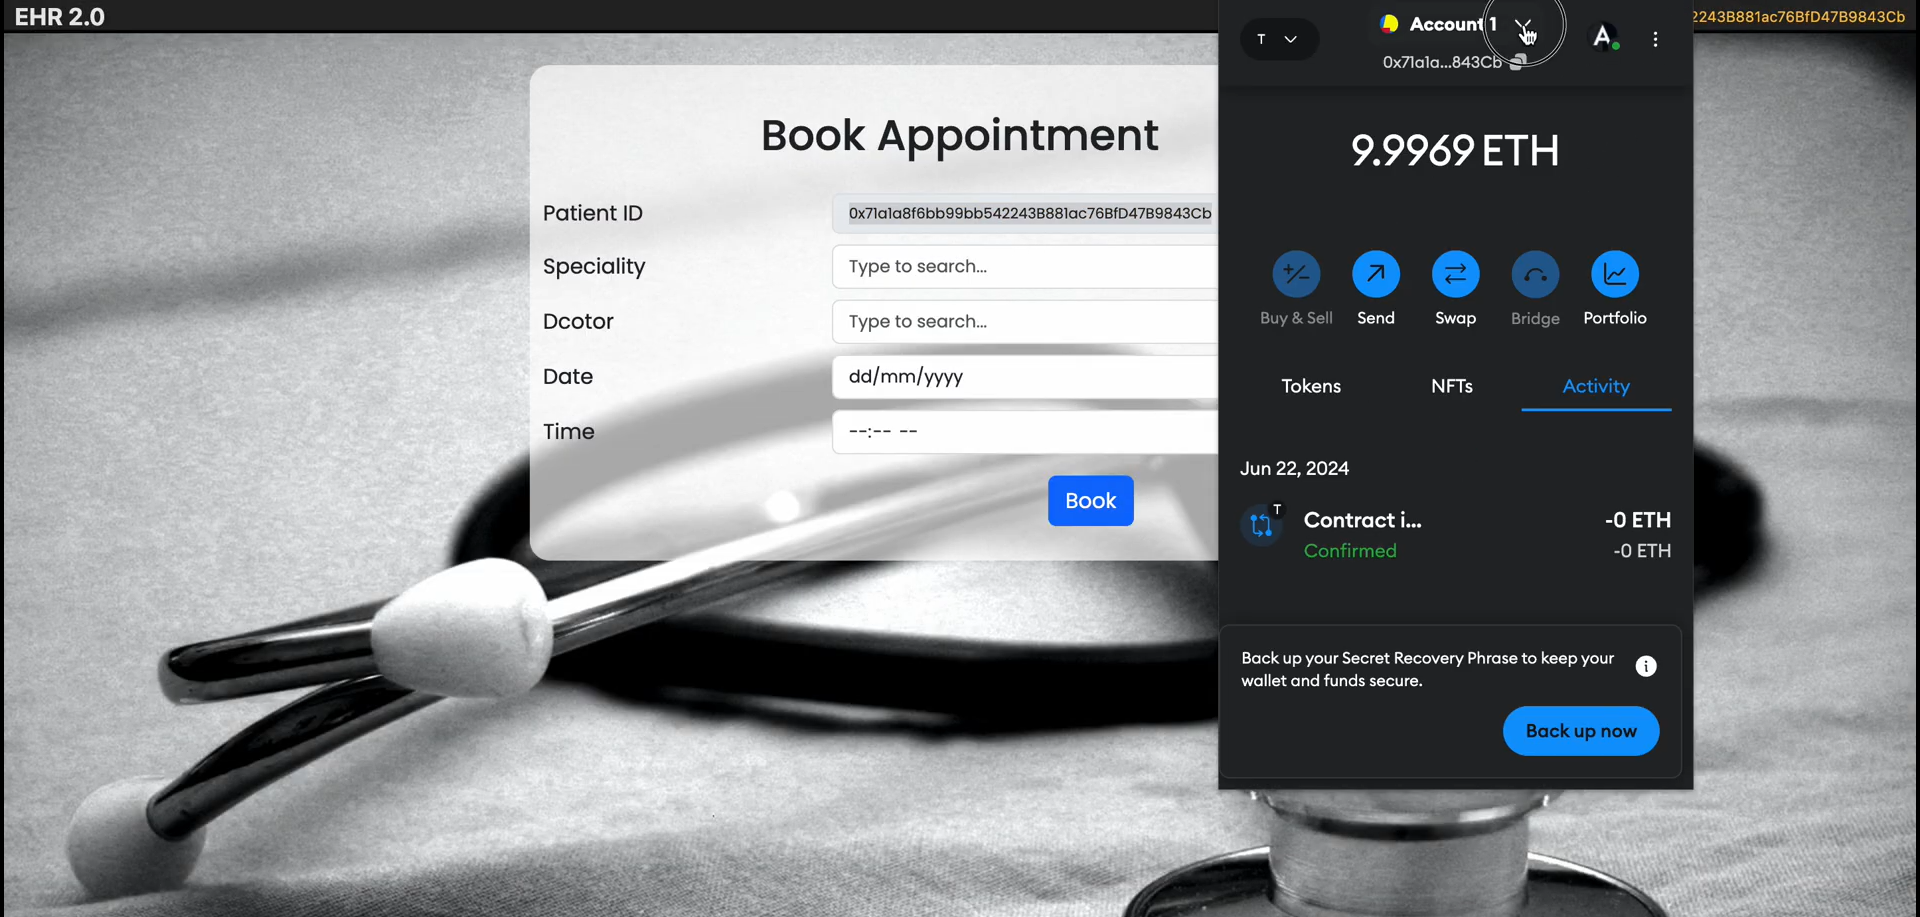 EHR 2.0
T
Account 1
0x71a1a...843Cb
2243B881ac76BfD47B9843Cb
Book Appointment
Patient ID
0x71a1a8f6bb99bb542243B881ac76BfD47B9843Cb
Speciality
Type to search...
Dcotor
Type to search...
Date
dd/mm/yyyy
Time
--:-- --
Book
9.9969 ETH
Buy & Sell
Send
Swap
Bridge
Portfolio
Tokens
NFTs
Activity
Jun 22, 2024
T
Contract i...
-0 ETH
Confirmed
-0 ETH
Back up your Secret Recovery Phrase to keep your
wallet and funds secure.
Back up now